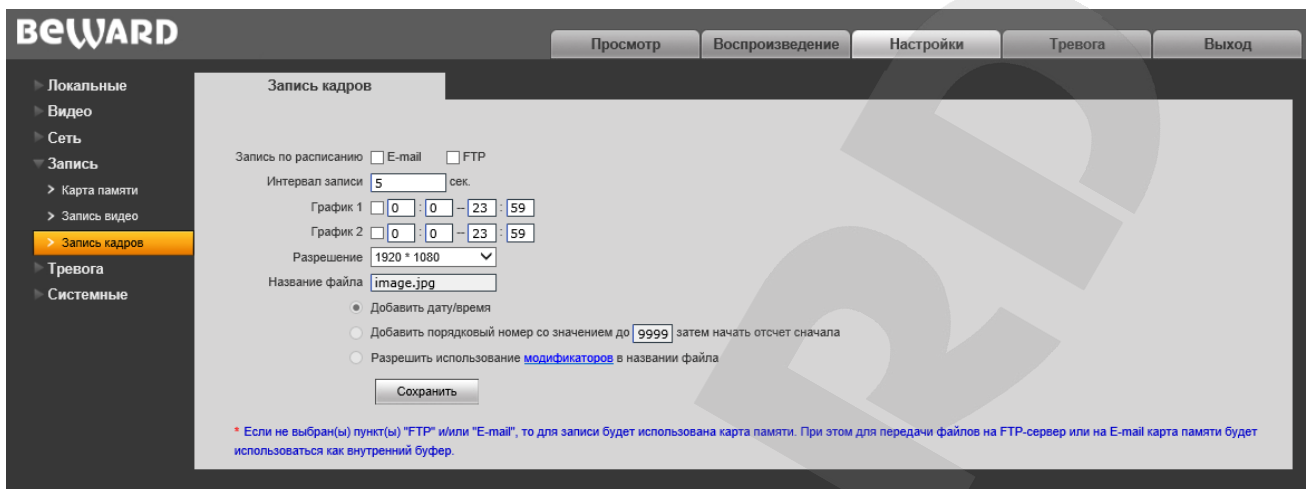 BEWARD
Просмотр Воспроизведение Настройки Тревога Выход
Локальные
Видео
Сеть
Запись
Карта памяти
Запись видео
Запись кадров
Тревога
Системные
Запись кадров
Запись по расписанию E-mail FTP
Интервал записи 5 сек.
График 1 0 : 0 – 23 : 59
График 2 0 : 0 – 23 : 59
Разрешение 1920 * 1080
Название файла image.jpg
Добавить дату/время
Добавить порядковый номер со значением до 9999 затем начать отсчет сначала
Разрешить использование модификаторов в названии файла
Сохранить
* Если не выбран(ы) пункт(ы) "FTP" и/или "E-mail", то для записи будет использована карта памяти. При этом для передачи файлов на FTP-сервер или на E-mail карта памяти будет
использоваться как внутренний буфер.
RD